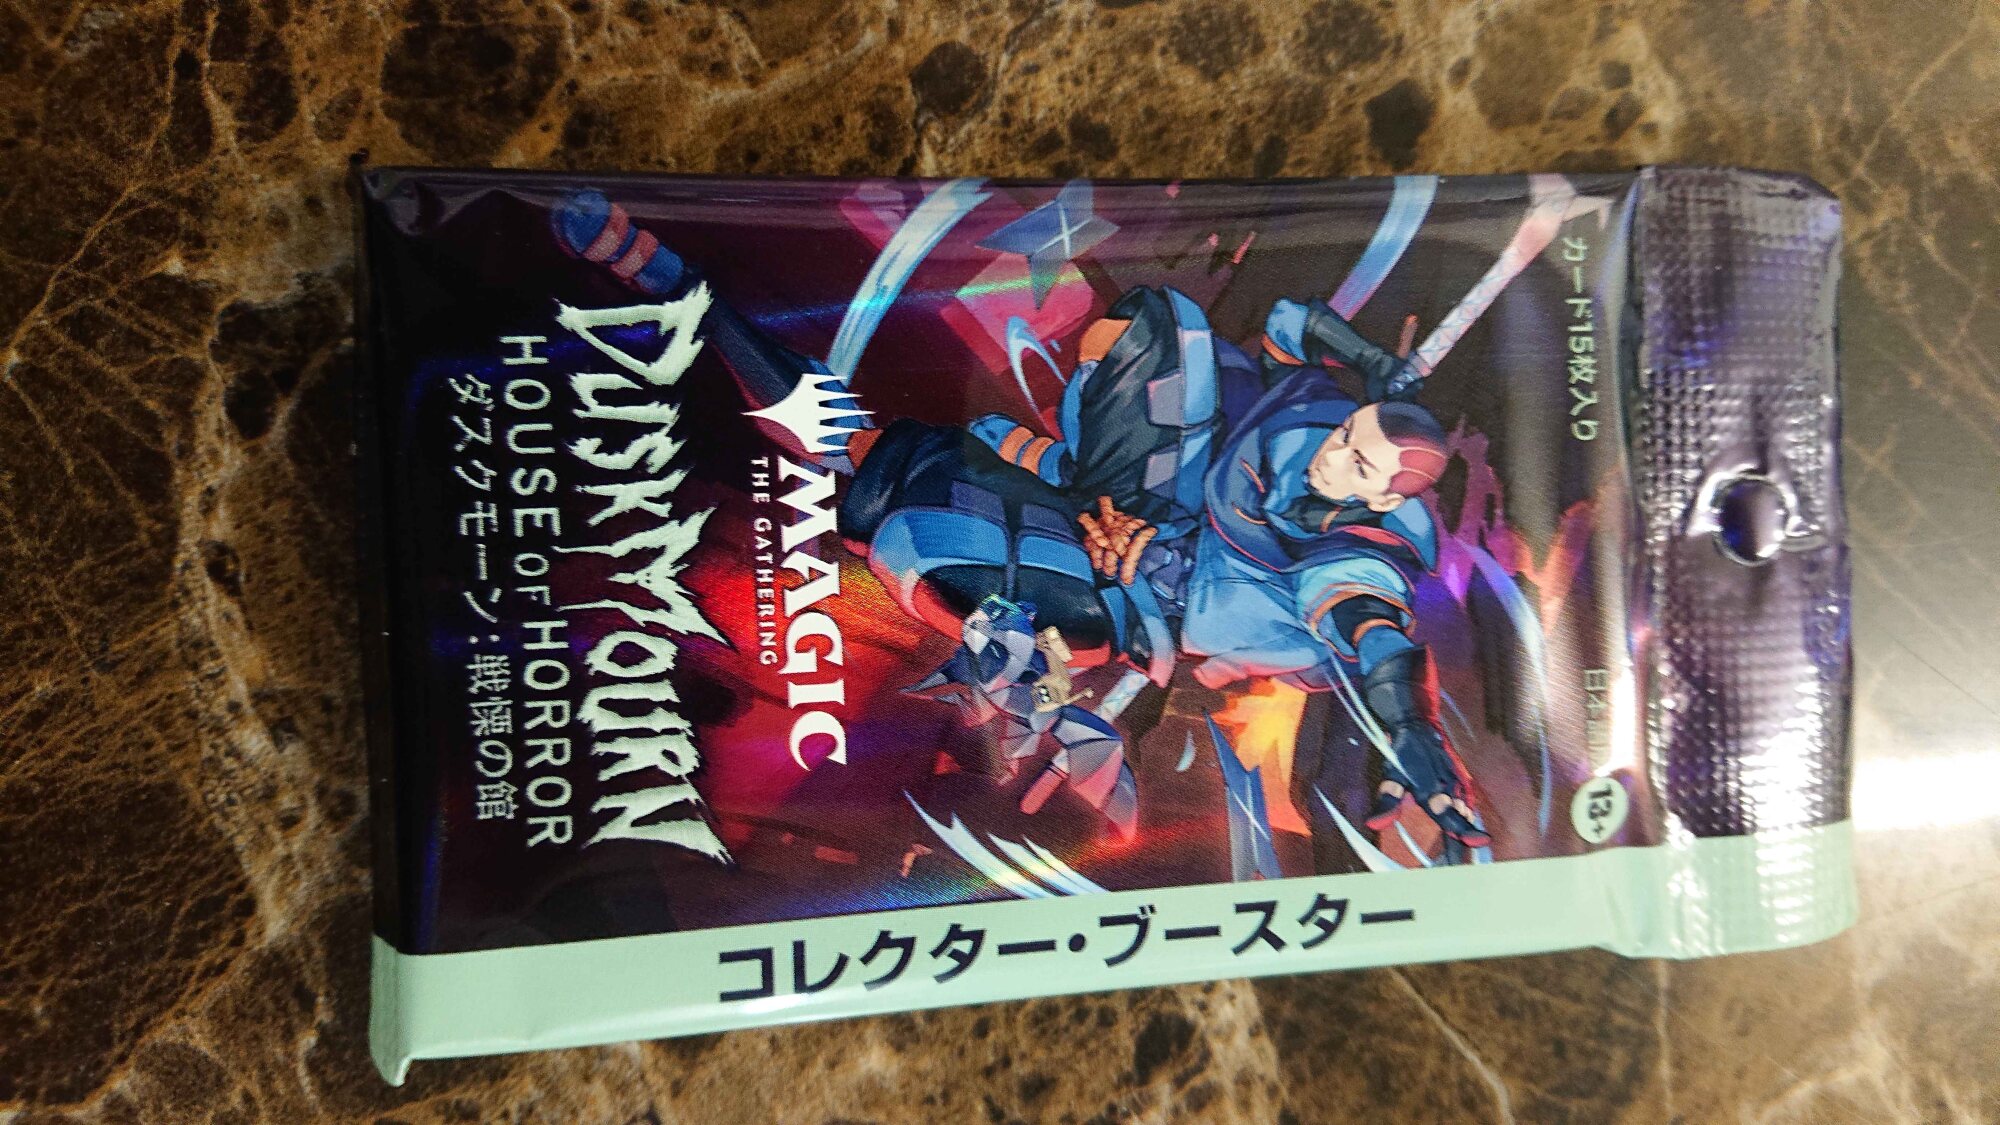 カード15枚入り
日本語版
13+
MAGIC
THE GATHERING
DUSKMOURN
HOUSE OF HORROR
ダスクモーン：戦慄の館
コレクター・ブースター